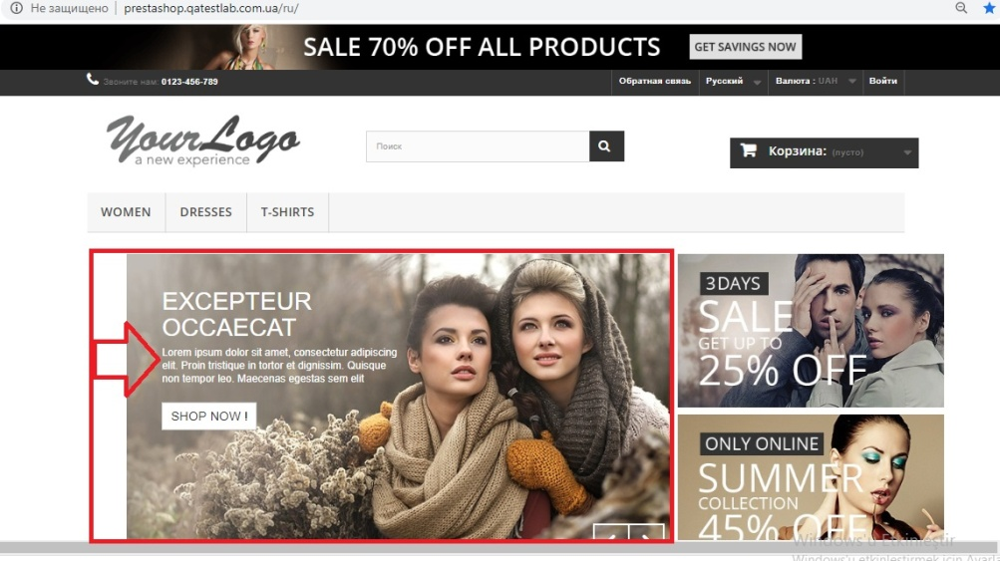 Не защищено
prestashop.qatestlab.com.ua/ru/
SALE 70% OFF ALL PRODUCTS
GET SAVINGS NOW
Звоните нам: 0123-456-789
Обратная связь
Русский
Валюта : UAH
Войти
YourLogo
a new experience
Поиск
Корзина: (пусто)
WOMEN
DRESSES
T-SHIRTS
EXCEPTEUR
OCCAECAT
Lorem ipsum dolor sit amet, consectetur adipiscing
elit. Proin tristique in tortor et dignissim. Quisque
non tempor leo. Maecenas egestas sem elit
SHOP NOW !
3DAYS
SALE
GET UP TO
25% OFF
ONLY ONLINE
SUMMER
COLLECTION
45% OFF
Windows'u Etkinleştir
Windows'u etkinleştirmek için Ayarla